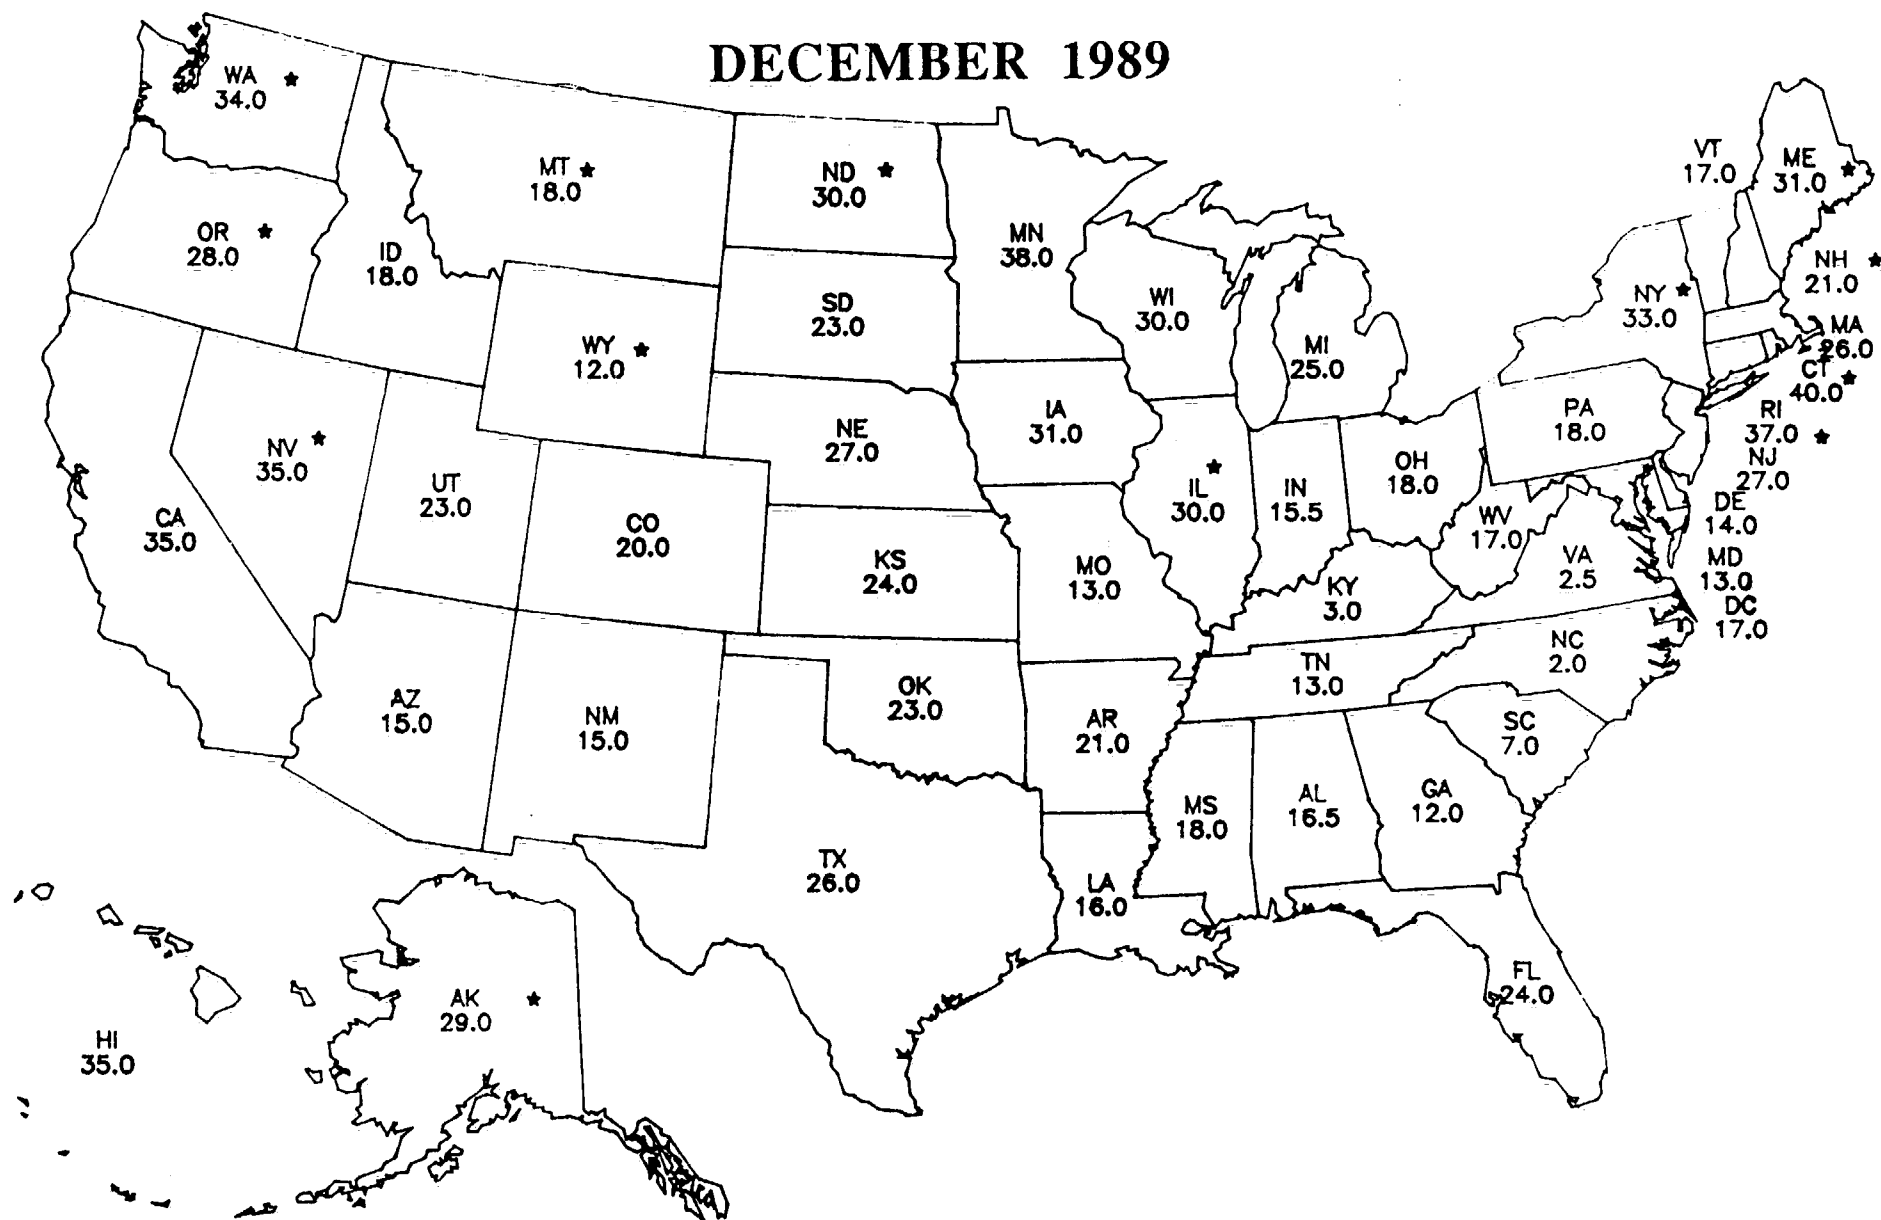 DECEMBER 1989
WA ★
34.0
MT ★
18.0
ND ★
30.0
MN
38.0
VT
17.0
ME ★
31.0
OR ★
28.0
ID
18.0
SD
23.0
WI
30.0
MI
25.0
NY ★
33.0
NH ★
21.0
MA
26.0
CT ★
40.0
RI
37.0 ★
NJ
27.0
WY ★
12.0
NE
27.0
IA
31.0
PA
18.0
NV ★
35.0
UT
23.0
CA
35.0
CO
20.0
KS
24.0
MO
13.0
IL ★
30.0
IN
15.5
OH
18.0
WV
17.0
VA
2.5
DE
14.0
MD
13.0
DC
17.0
KY
3.0
NC
2.0
TN
13.0
SC
7.0
AZ
15.0
NM
15.0
OK
23.0
AR
21.0
MS
18.0
AL
16.5
GA
12.0
TX
26.0
LA
16.0
FL
24.0
AK ★
29.0
HI
35.0